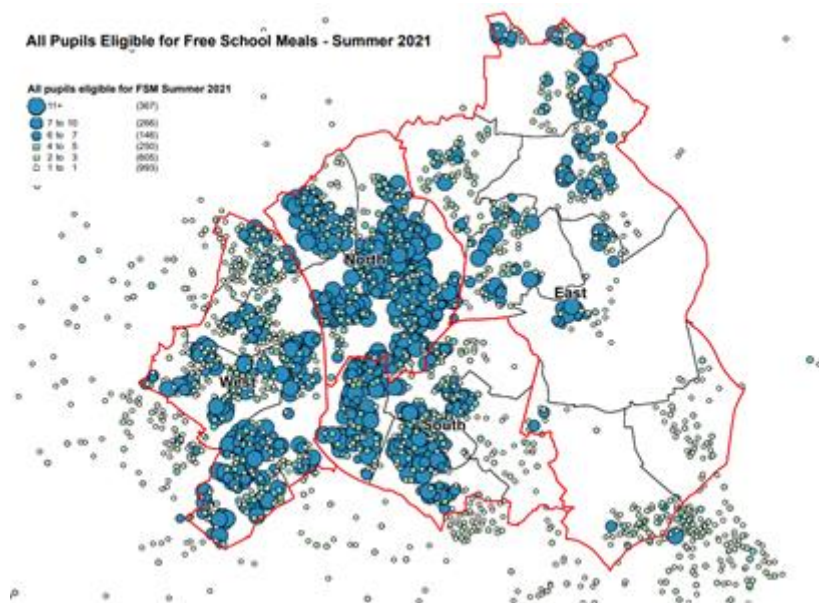 All Pupils Eligible for Free School Meals - Summer 2021
All pupils eligible for FSM Summer 2021
11+ (367)
7 to 10 (266)
6 to 7 (146)
4 to 5 (250)
2 to 3 (605)
1 to 1 (993)
North
East
West
South